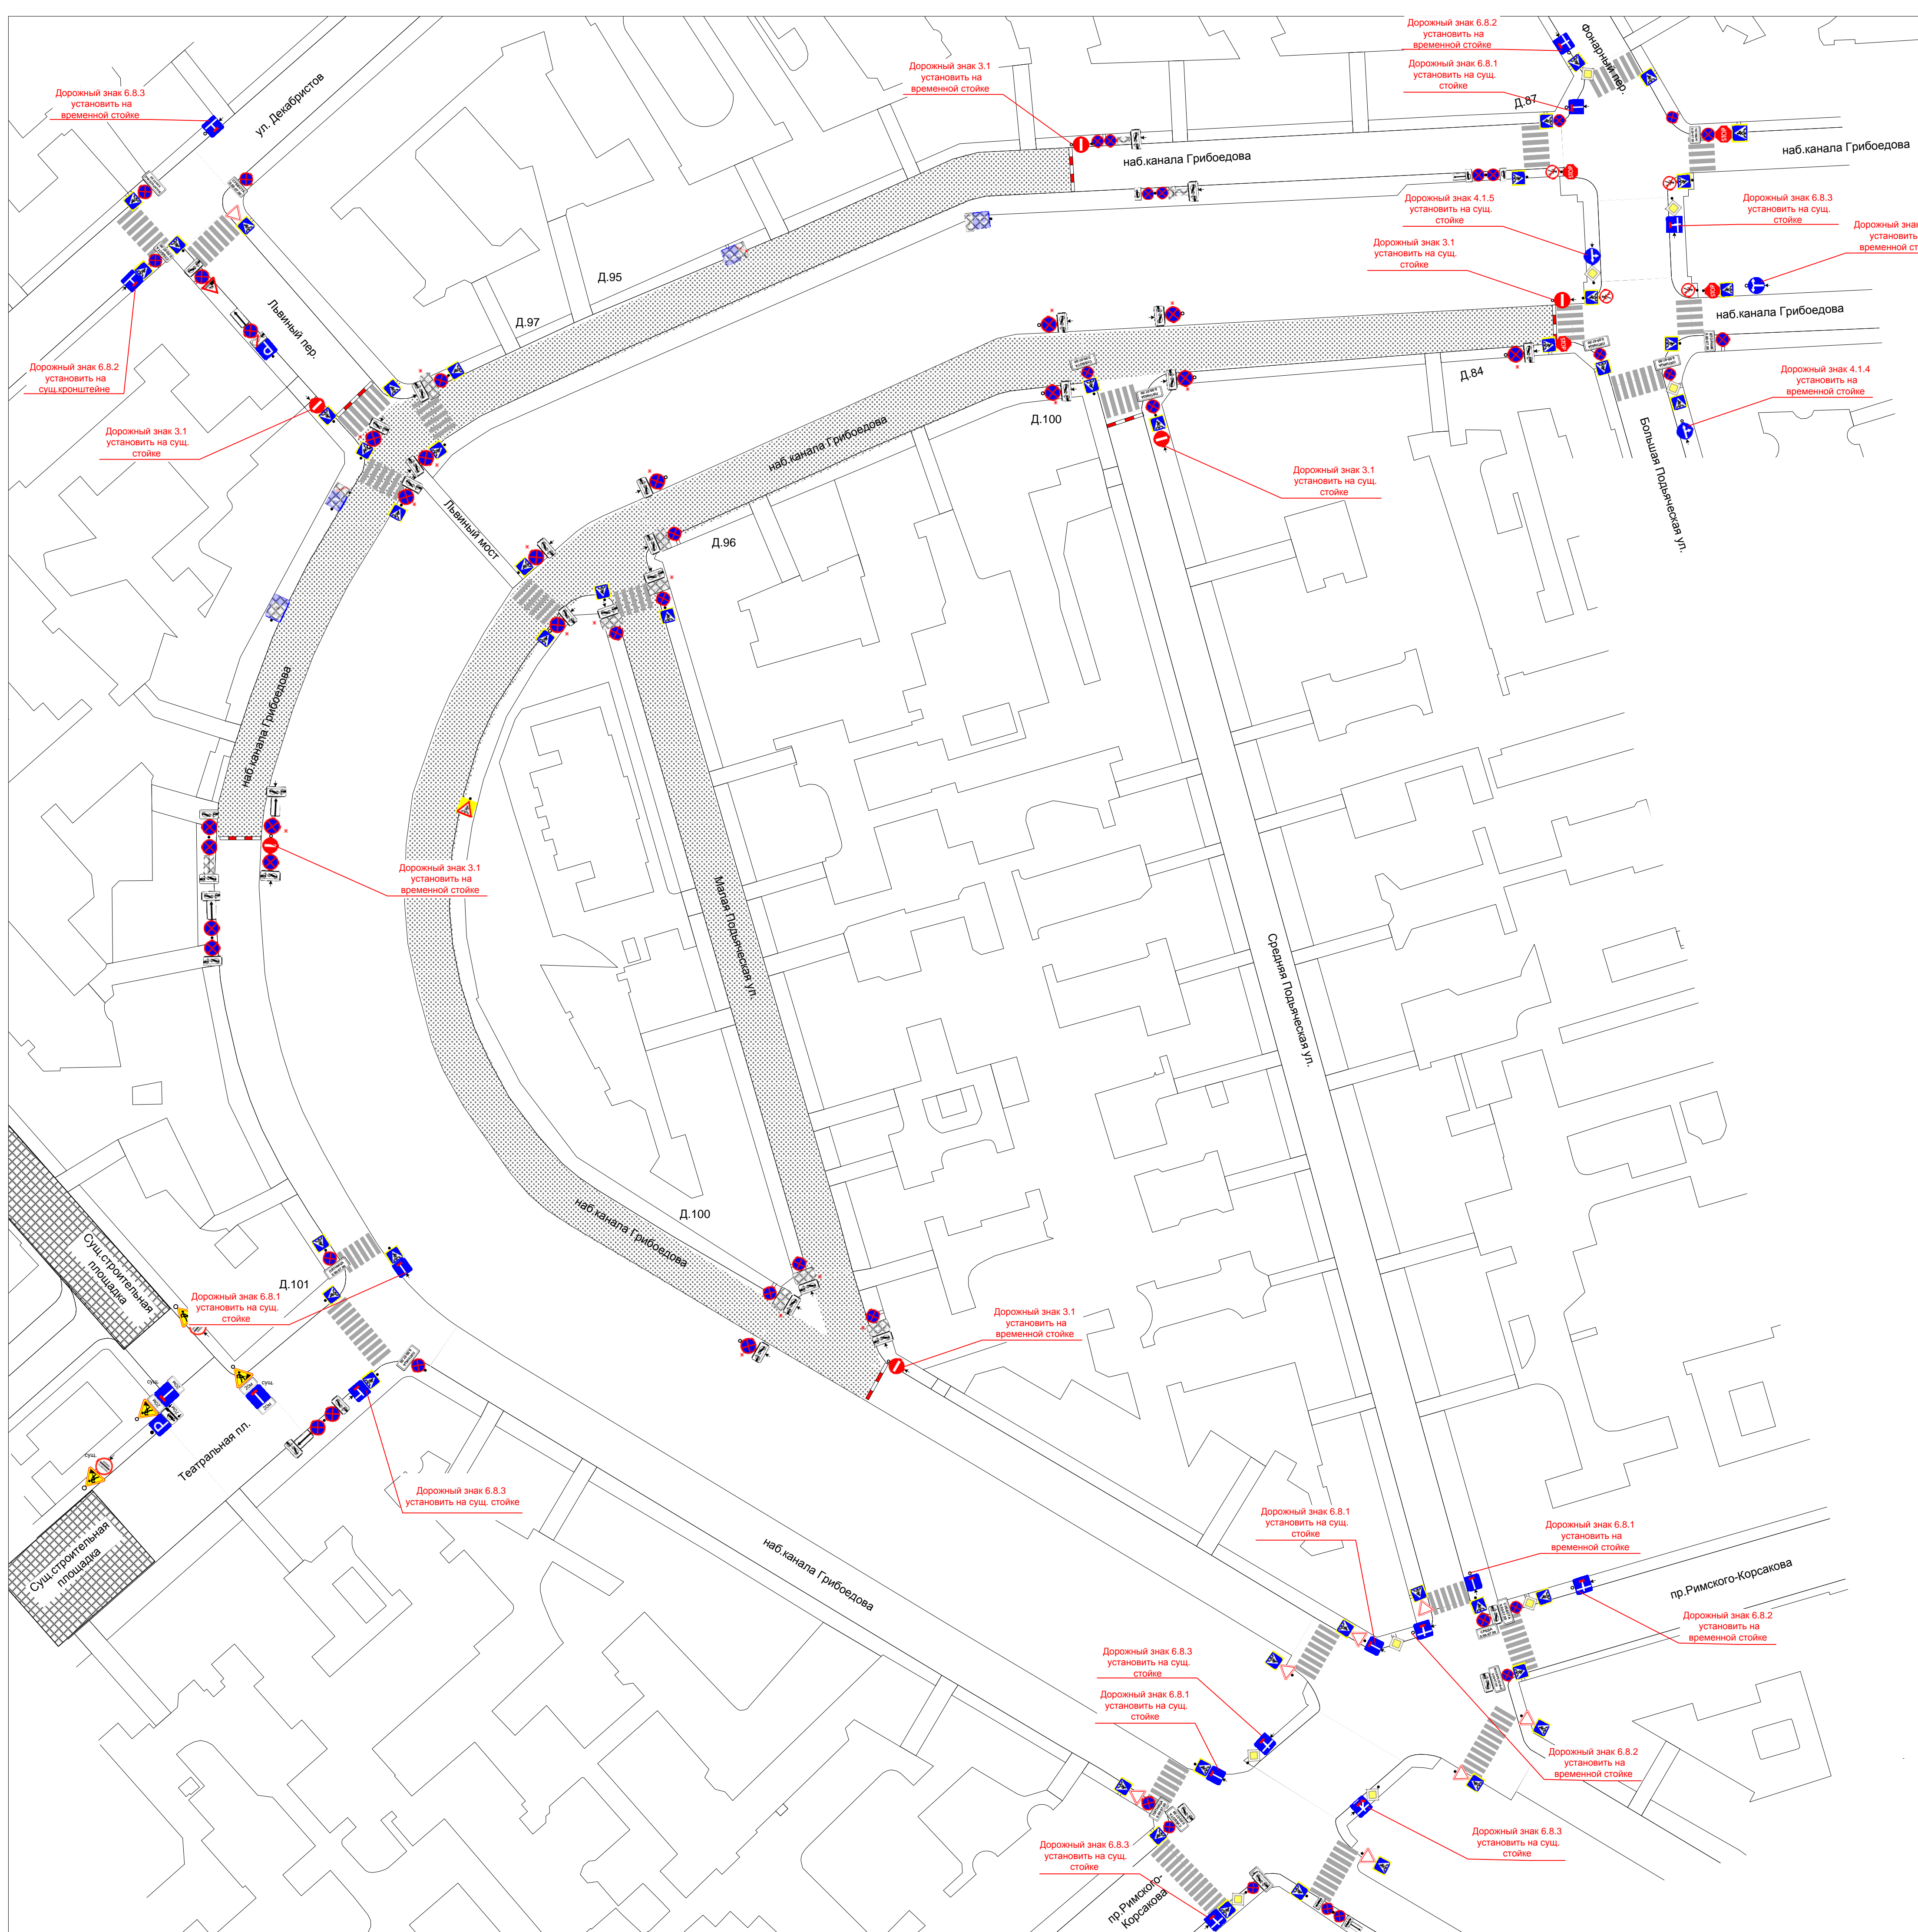 Дорожный знак 6.8.2
установить на
временной стойке
Фонарный пер.
Дорожный знак 3.1
установить на
временной стойке
Дорожный знак 6.8.1
установить на сущ.
стойке
Дорожный знак 6.8.3
установить на
временной стойке
ул. Декабристов
Д.87
наб.канала Грибоедова
наб.канала Грибоедова
Дорожный знак 4.1.5
установить на сущ.
стойке
Дорожный знак 6.8.3
установить на сущ.
стойке
Дорожный знак 3.1
установить на сущ.
стойке
установить
Д.95
Львиный пер.
Д.97
наб.канала Грибоедова
Дорожный знак 6.8.2
установить на
сущ.кронштейне
Д.84
Дорожный знак 4.1.4
установить на
временной стойке
Дорожный знак 3.1
установить на сущ.
стойке
наб.канала Грибоедова
Д.100
Большая Подьяческая ул.
Дорожный знак 3.1
установить на сущ.
стойке
Львиный мост
Д.96
наб.канала Грибоедова
Дорожный знак 3.1
установить на
временной стойке
Малая Подьяческая ул.
Средняя Подьяческая ул.
наб.канала Грибоедова
Д.100
Сущ.строительная
площадка
Д.101
Дорожный знак 6.8.1
установить на сущ.
стойке
Дорожный знак 3.1
установить на
временной стойке
сущ.
сущ.
20М
20М
Театральная пл.
сущ.
Дорожный знак 6.8.3
установить на сущ. стойке
Сущ.строительная
площадка
наб.канала Грибоедова
Дорожный знак 6.8.1
установить на сущ.
стойке
Дорожный знак 6.8.1
установить на
временной стойке
пр.Римского-Корсакова
Дорожный знак 6.8.2
установить на
временной стойке
Дорожный знак 6.8.3
установить на сущ.
стойке
Дорожный знак 6.8.1
установить на сущ.
стойке
Дорожный знак 6.8.2
установить на
временной стойке
Дорожный знак 6.8.3
установить на сущ.
стойке
Дорожный знак 6.8.3
установить на сущ.
стойке
пр.Римского-
Корсакова